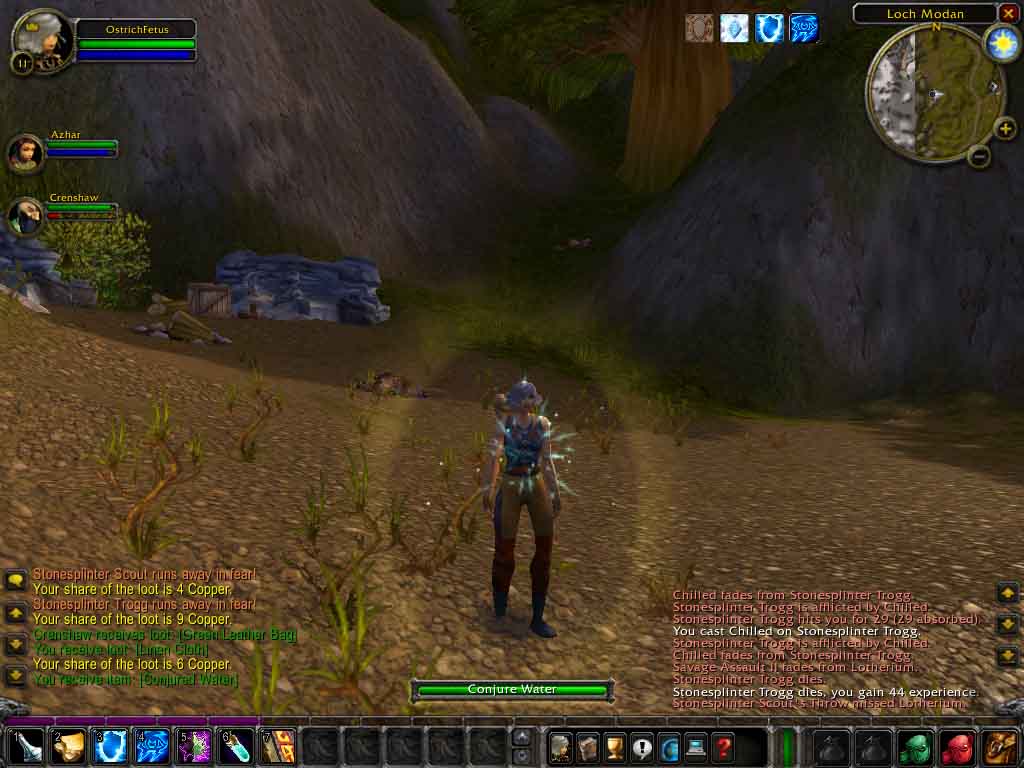 OstrichFetus
11
Azhar
Crenshaw
Loch Modan
N
Stonesplinter Scout runs away in fear!
Your share of the loot is 4 Copper.
Stonesplinter Trogg runs away in fear!
Your share of the loot is 9 Copper.
Crenshaw receives loot: [Green Leather Bag]
You receive loot: [Linen Cloth]
Your share of the loot is 6 Copper.
You receive item: [Conjured Water]
Chilled fades from Stonesplinter Trogg.
Stonesplinter Trogg is afflicted by Chilled.
Stonesplinter Trogg hits you for 29 (29 absorbed).
You cast Chilled on Stonesplinter Trogg.
Stonesplinter Trogg is afflicted by Chilled.
Chilled fades from Stonesplinter Trogg.
Savage Assault II fades from Lotherium.
Stonesplinter Trogg dies.
Stonesplinter Trogg dies, you gain 44 experience.
Stonesplinter Scout's Throw missed Lotherium.
Conjure Water
1 2 3 4 5 6 7